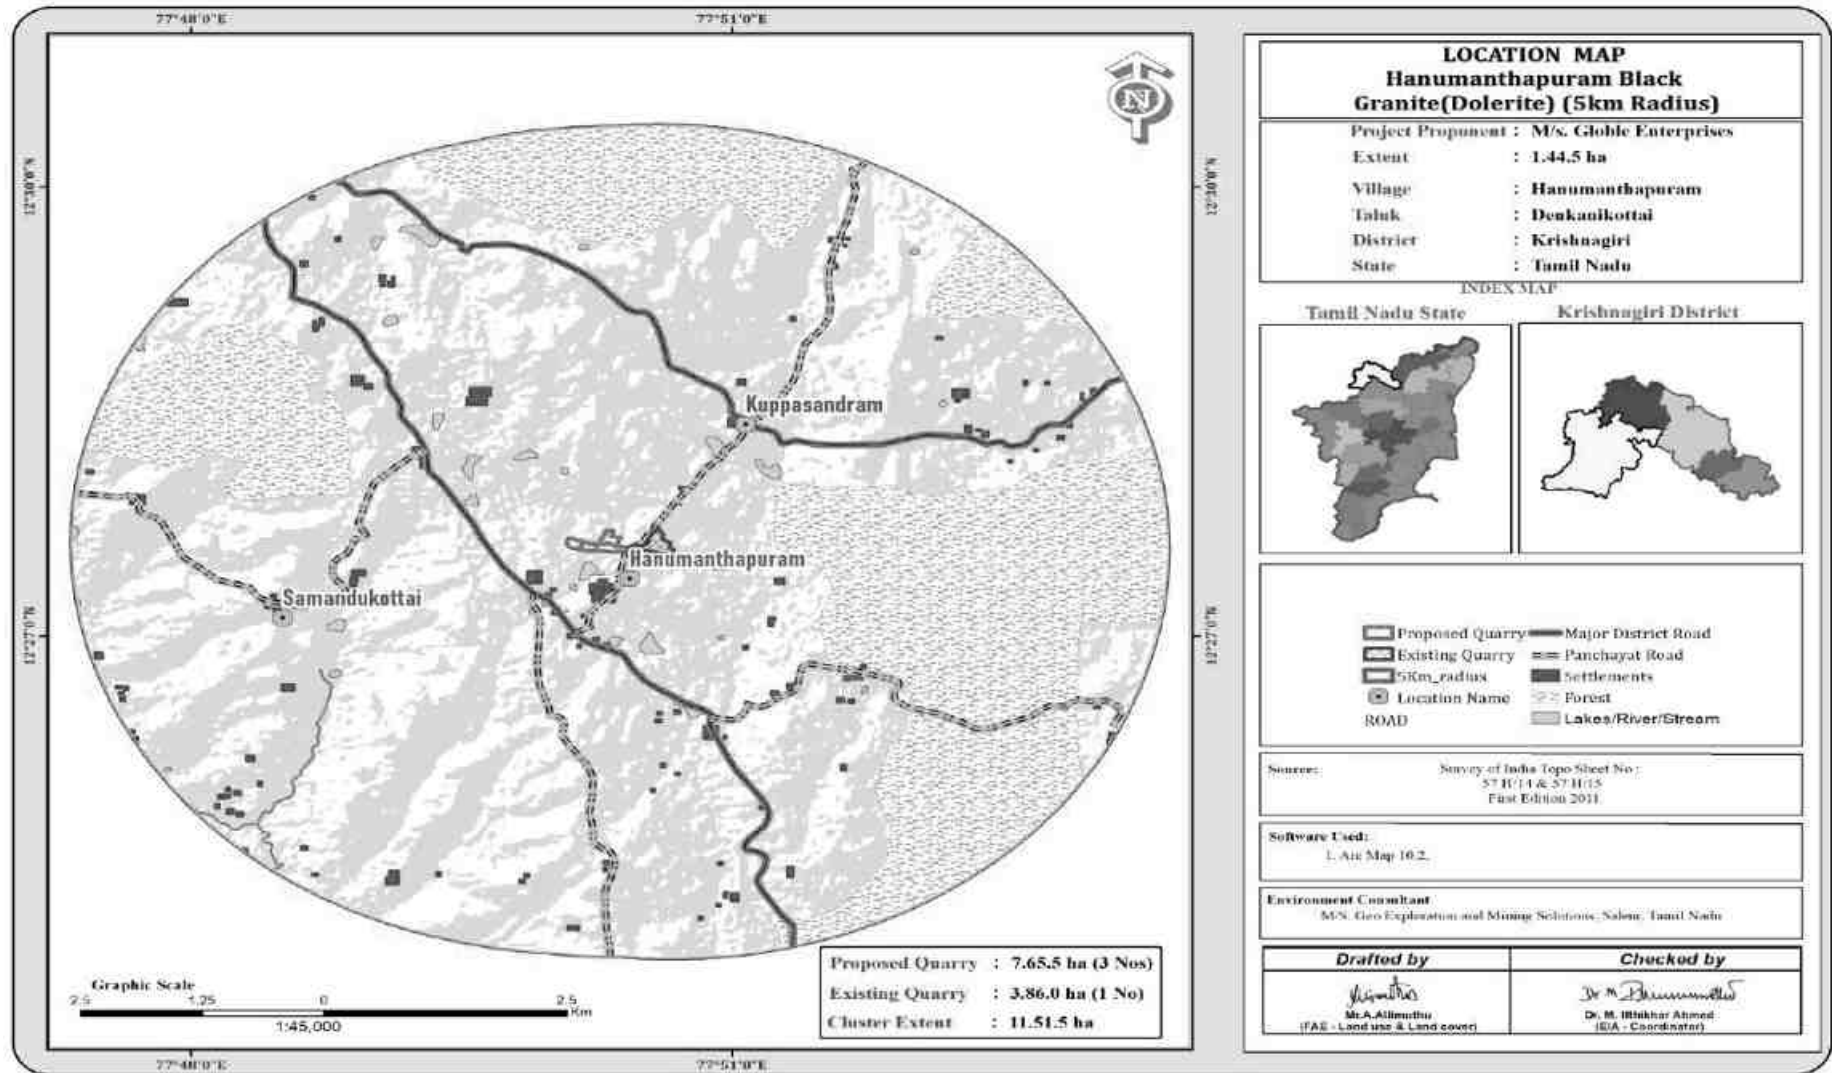 77°48'0"E
77°51'0"E
12°30'0"N
12°30'0"N
N
Kuppasandram
Hanumanthapuram
Samandukottai
12°27'0"N
12°27'0"N
Graphic Scale
2.5 1.25 0 2.5
Km
1:45,000
Proposed Quarry : 7.65.5 ha (3 Nos)
Existing Quarry : 3.86.0 ha (1 No)
Cluster Extent : 11.51.5 ha
77°48'0"E
77°51'0"E
LOCATION MAP
Hanumanthapuram Black
Granite(Dolerite) (5km Radius)
Project Proponent : M/s. Globle Enterprises
Extent : 1.44.5 ha
Village : Hanumanthapuram
Taluk : Denkanikottai
District : Krishnagiri
State : Tamil Nadu
INDEX MAP
Tamil Nadu State
Krishnagiri District
Proposed Quarry Major District Road
Existing Quarry Panchayat Road
5Km_radius Settlements
Location Name Forest
ROAD Lakes/River/Stream
Source: Survey of India Topo Sheet No :
57 H/14 & 57 H/15
First Edition 2011
Software Used:
1. Arc Map 10.2.
Environment Consultant
M/S. Geo Exploration and Mining Solutions, Salem, Tamil Nadu
Drafted by Checked by
Mr.A.Allimuthu
(FAE - Land use & Land cover)
Dr. M. Ifthikhar Ahmed
(EIA - Coordinator)